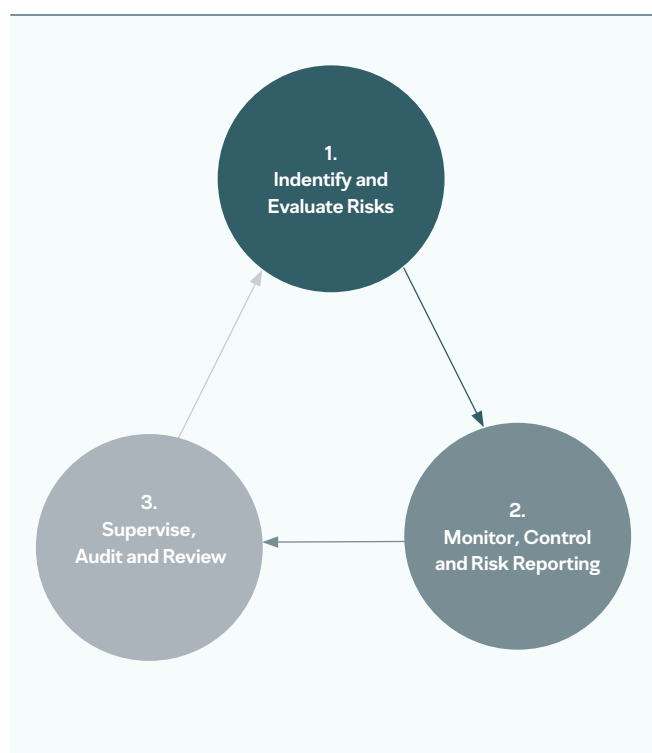 1.
Indentify and
Evaluate Risks
2.
Monitor, Control
and Risk Reporting
3.
Supervise,
Audit and Review